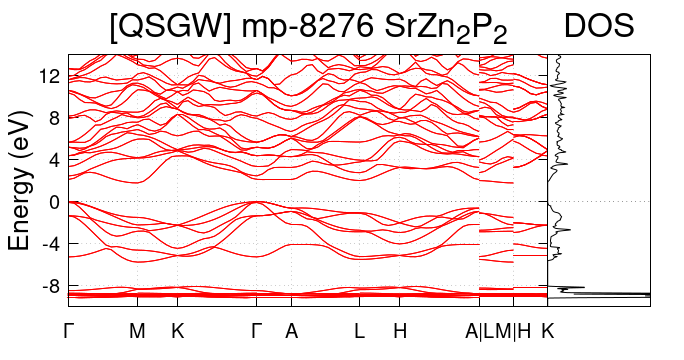 [QSGW] mp-8276 SrZn₂P₂ DOS
Energy (eV)
12
8
4
0
-4
-8
Γ M K Γ A L H A|LM|H K